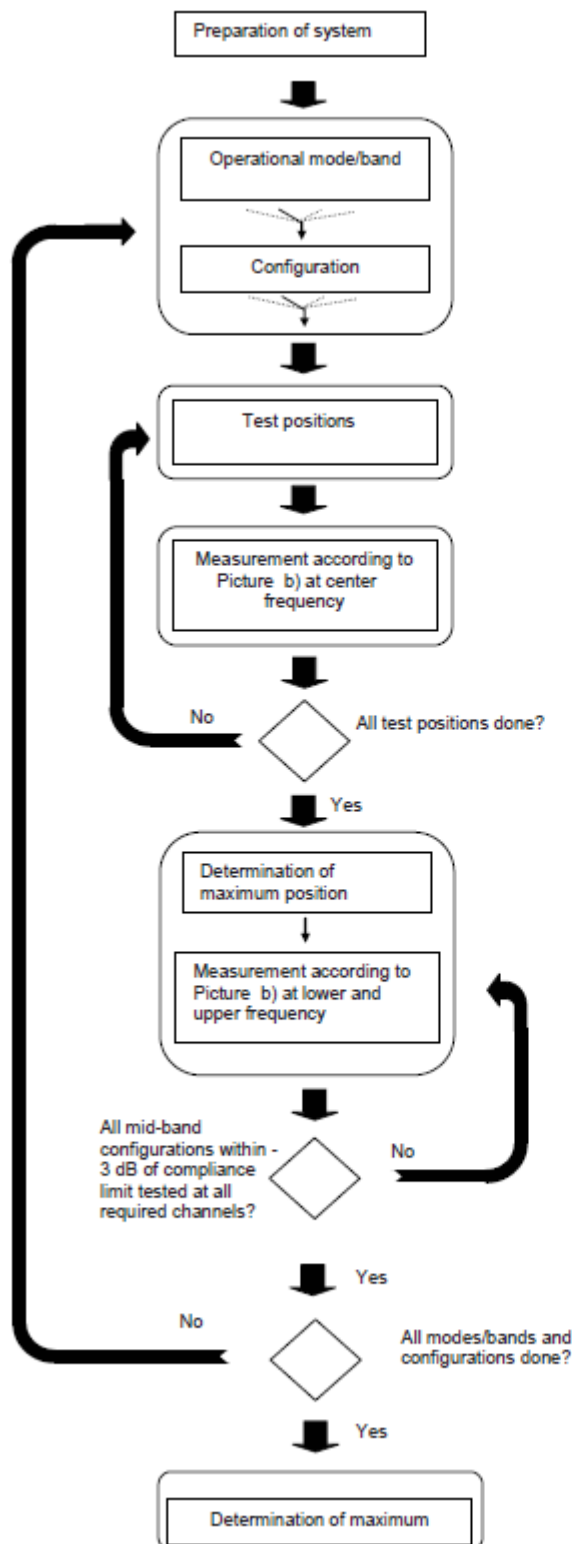 Preparation of system
Operational mode/band
Configuration
Test positions
Measurement according to
Picture b) at center
frequency
No
All test positions done?
Yes
Determination of
maximum position
Measurement according to
Picture b) at lower and
upper frequency
All mid-band
configurations within -
3 dB of compliance
limit tested at all
required channels?
No
Yes
No
All modes/bands and
configurations done?
Yes
Determination of maximum